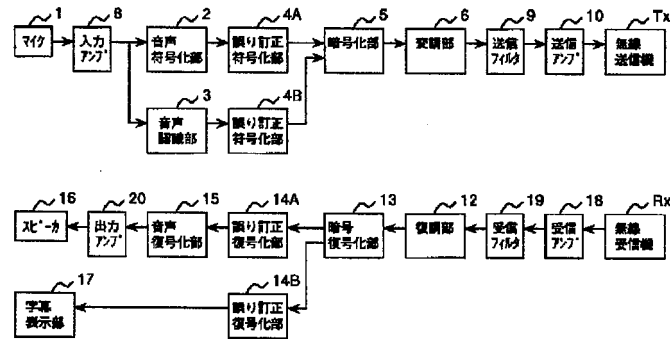 1
8
2
4A
5
6
9
10
Tx
マイク
入力
アンプ
音声
符号化部
誤り訂正
符号化部
暗号化部
変調部
送信
フィルタ
送信
アンプ
無線
送信機
3
4B
音声
認識部
誤り訂正
符号化部
16
20
15
14A
13
12
19
18
Rx
スピーカ
出力
アンプ
音声
復号化部
誤り訂正
復号化部
暗号
復号化部
復調部
受信
フィルタ
受信
アンプ
無線
受信機
17
14B
字幕
表示部
誤り訂正
復号化部